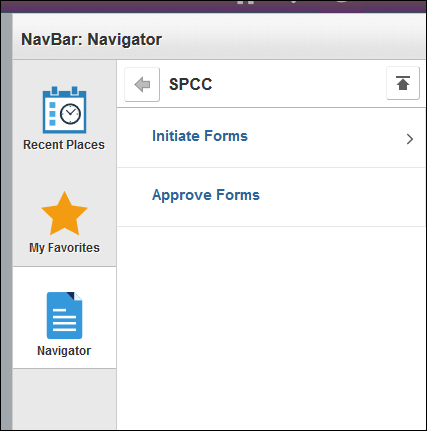 NavBar: Navigator
Recent Places
My Favorites
Navigator
SPCC
Initiate Forms
Approve Forms